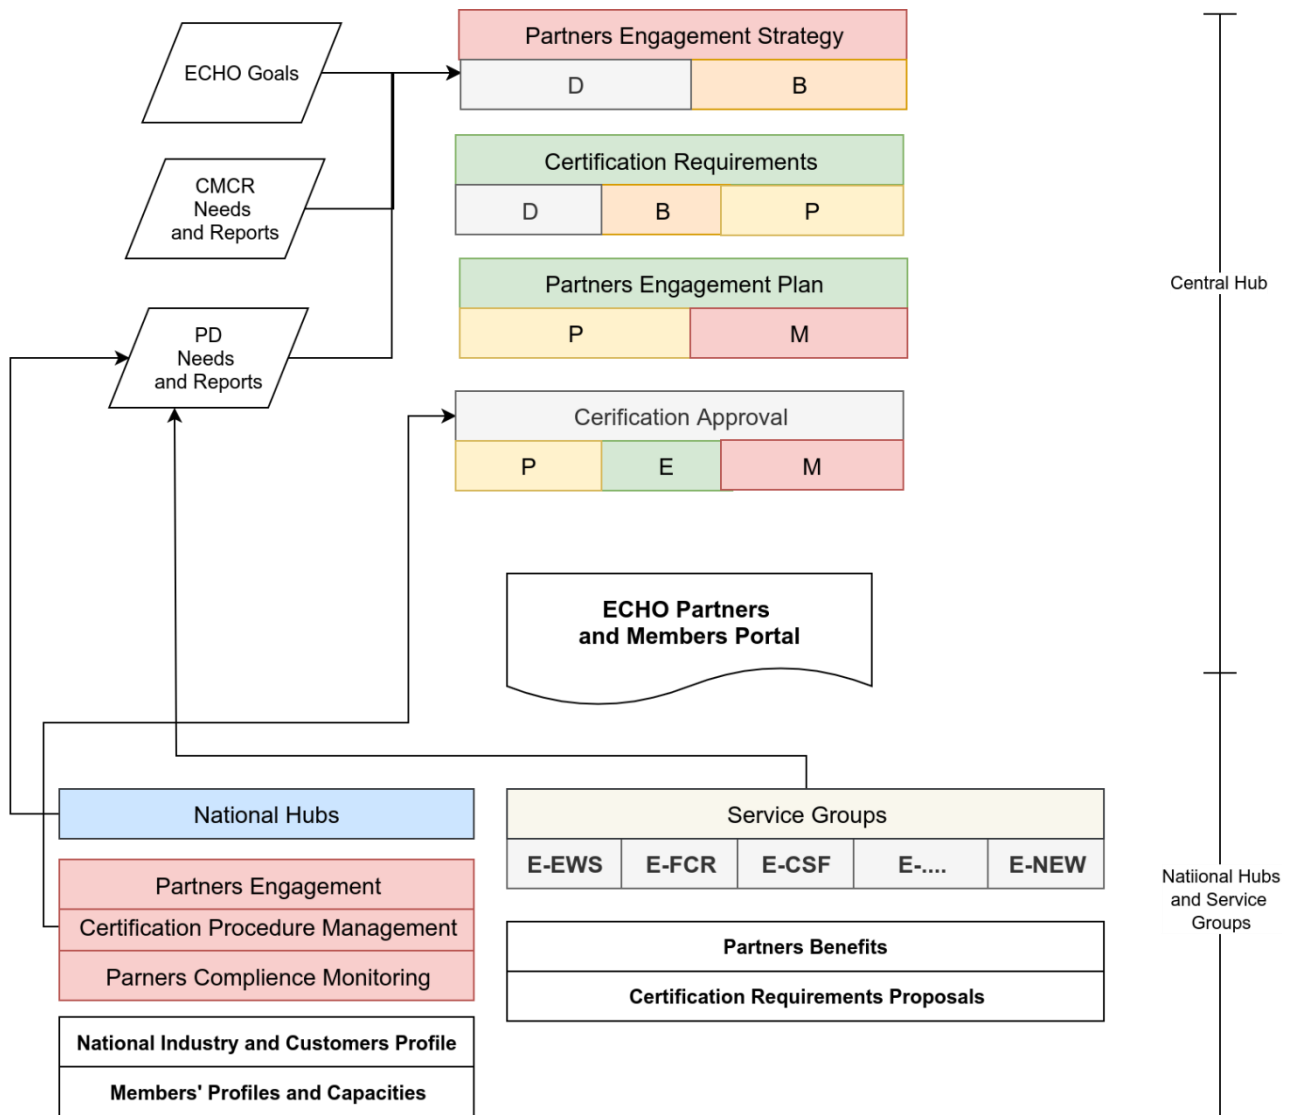 Partners Engagement Strategy
ECHO Goals
D B
Certification Requirements
CMCR
Needs
and Reports
D B P
Central Hub
Partners Engagement Plan
P M
PD
Needs
and Reports
Cerification Approval
P E M
ECHO Partners
and Members Portal
National Hubs
Service Groups
E-EWS E-FCR E-CSF E-.... E-NEW
Natiional Hubs
and Service
Groups
Partners Engagement
Certification Procedure Management
Parners Complience Monitoring
Partners Benefits
Certification Requirements Proposals
National Industry and Customers Profile
Members' Profiles and Capacities